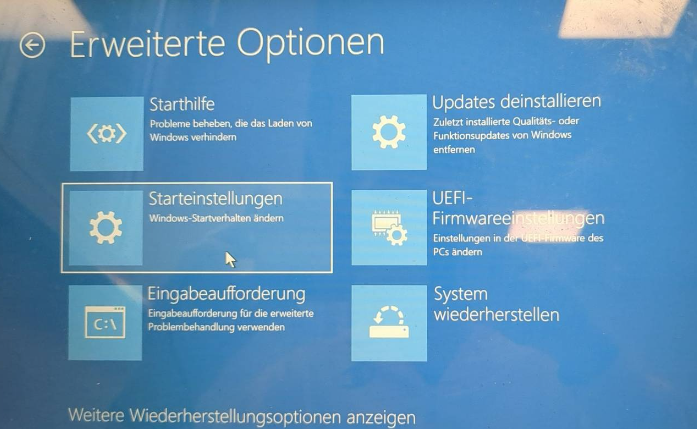 Erweiterte Optionen
Starthilfe
Probleme beheben, die das Laden von
Windows verhindern
Updates deinstallieren
Zuletzt installierte Qualitäts- oder
Funktionsupdates von Windows
entfernen
Starteinstellungen
Windows-Startverhalten ändern
UEFI-
Firmwareeinstellungen
Einstellungen in der UEFI-Firmware des
PCs ändern
C:\
Eingabeaufforderung
Eingabeaufforderung für die erweiterte
Problembehandlung verwenden
System
wiederherstellen
Weitere Wiederherstellungsoptionen anzeigen